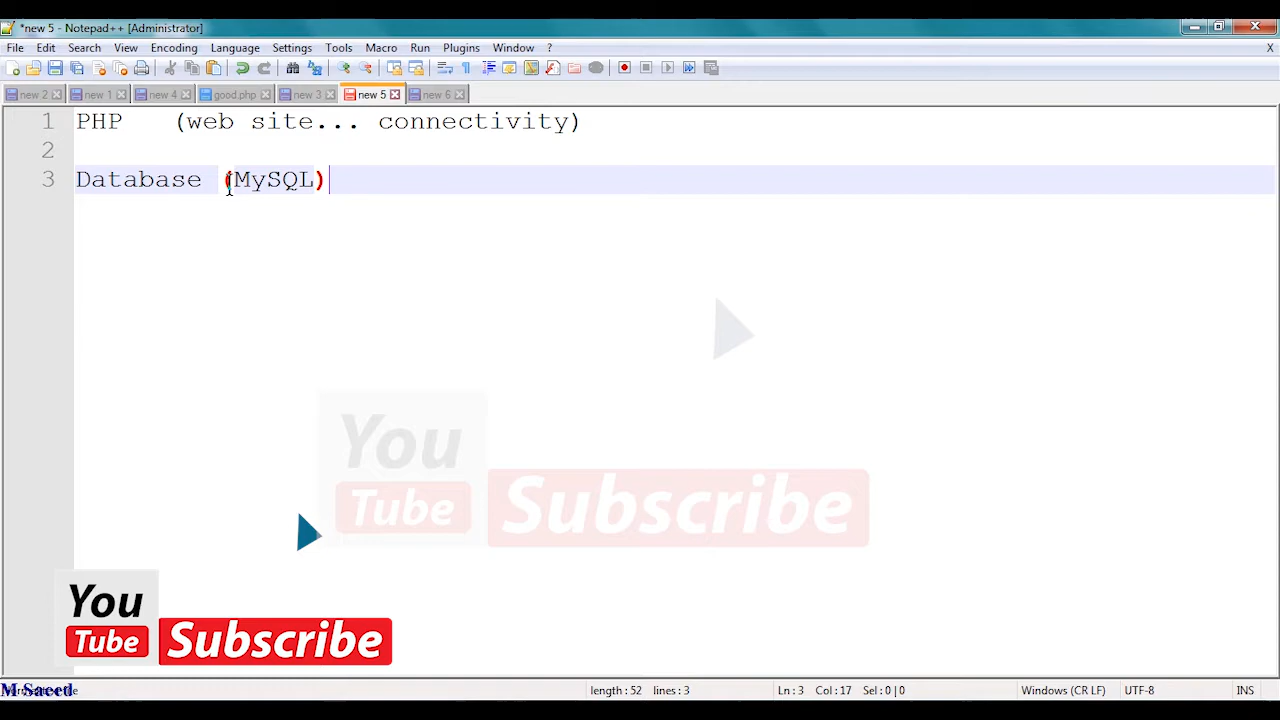 *new 5 - Notepad++ [Administrator]
File Edit Search View Encoding Language Settings Tools Macro Run Plugins Window ? X
new 2 new 1 new 4 good.php new 3 new 5 new 6
1 PHP (web site... connectivity)
2
3 Database (MySQL)
You
Tube Subscribe
You
Tube Subscribe
M Saeed
length: 52 lines: 3 Ln: 3 Col: 17 Sel: 0 | 0 Windows (CR LF) UTF-8 INS